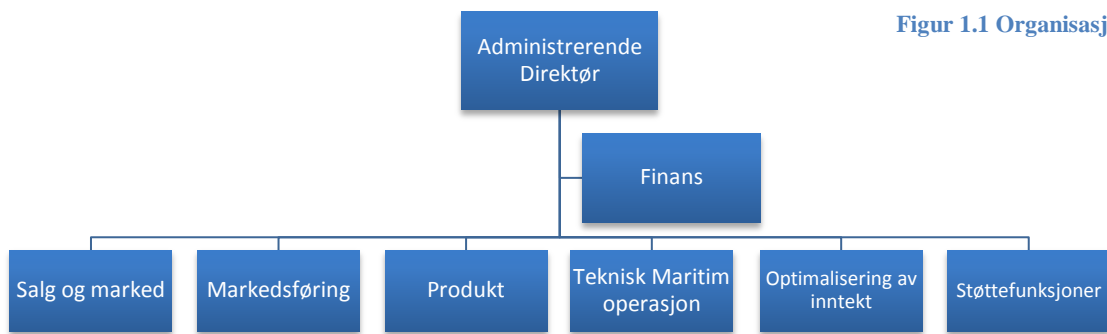 Figur 1.1 Organisasj
Administrerende
Direktør
Finans
Salg og marked
Markedsføring
Produkt
Teknisk Maritim
operasjon
Optimalisering av
inntekt
Støttefunksjoner